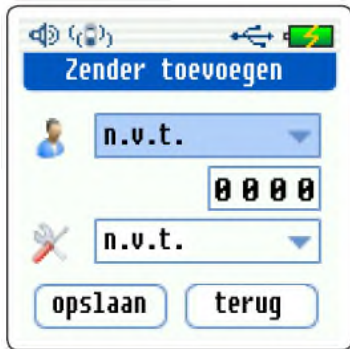 Zender toevoegen
n.v.t.
0000
n.v.t.
opslaan terug